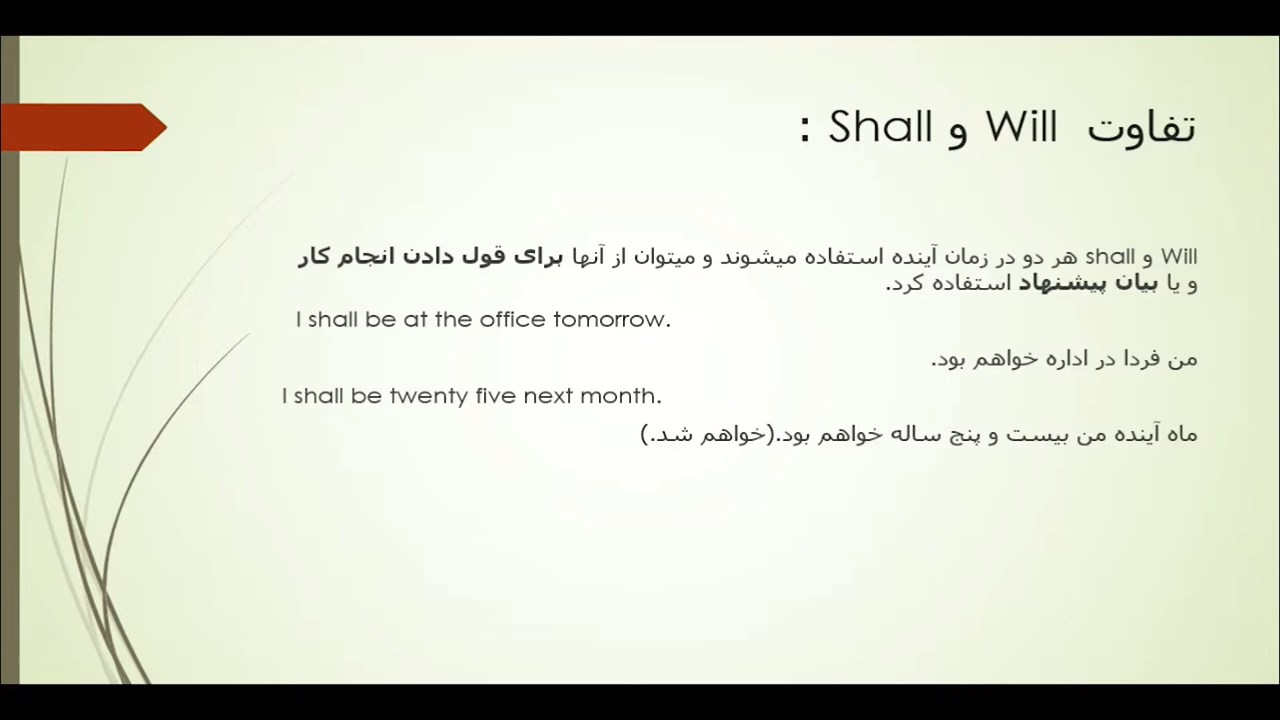 تفاوت Will و Shall :
Will و shall هر دو در زمان آینده استفاده میشوند و میتوان از آنها برای قول دادن انجام کار
و یا بیان پیشنهاد استفاده کرد.
I shall be at the office tomorrow.
من فردا در اداره خواهم بود.
I shall be twenty five next month.
ماه آینده من بیست و پنج ساله خواهم بود.(خواهم شد.)